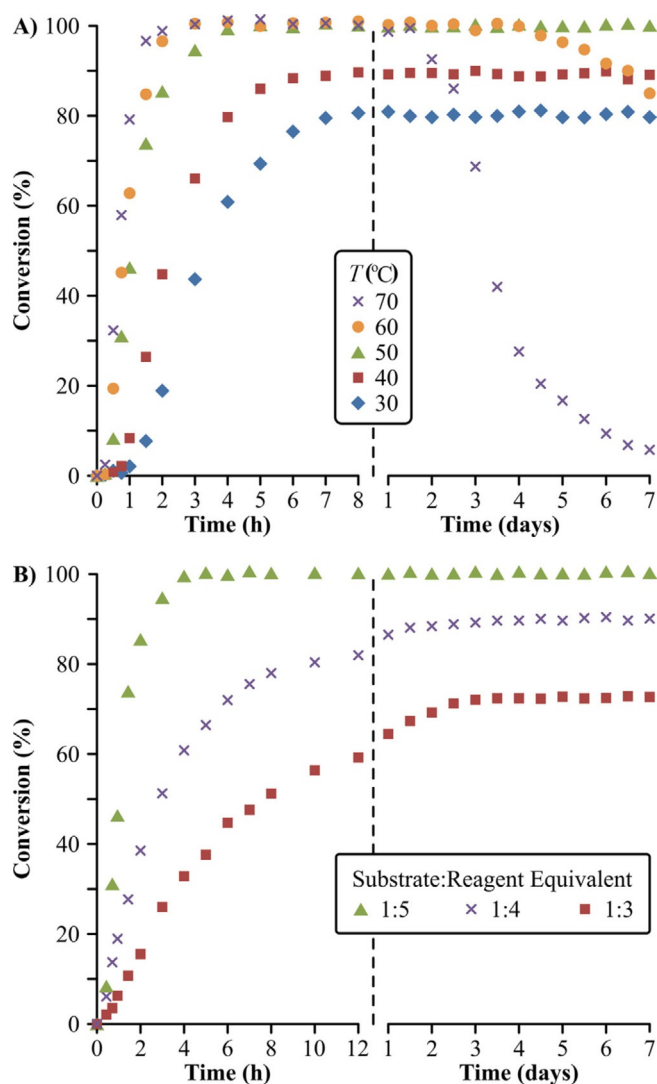 A)
Conversion (%)
100
80
60
40
20
0
T (°C)
70
60
50
40
30
0 1 2 3 4 5 6 7 8 1 2 3 4 5 6 7
Time (h) Time (days)
B)
Conversion (%)
100
80
60
40
20
0
Substrate:Reagent Equivalent
1:5 1:4 1:3
0 2 4 6 8 10 12 1 2 3 4 5 6 7
Time (h) Time (days)